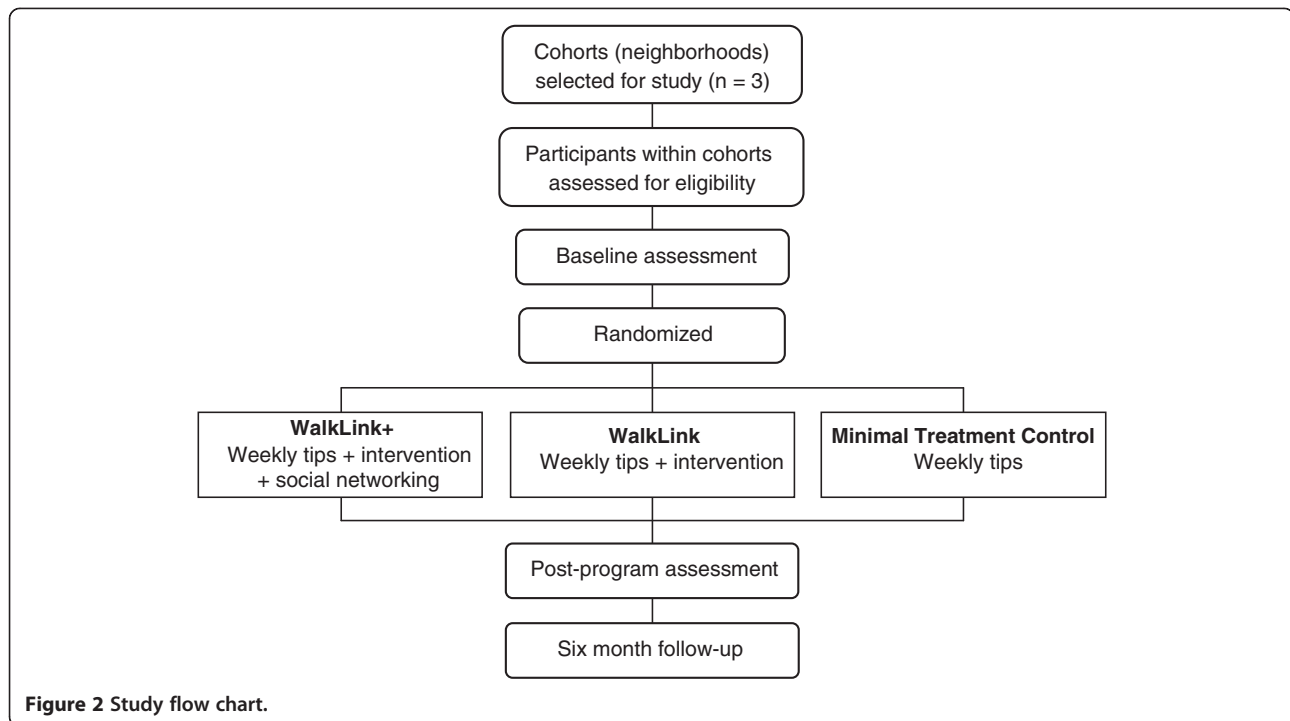 Cohorts (neighborhoods)
selected for study (n = 3)
Participants within cohorts
assessed for eligibility
Baseline assessment
Randomized
WalkLink+
Weekly tips + intervention
+ social networking
WalkLink
Weekly tips + intervention
Minimal Treatment Control
Weekly tips
Post-program assessment
Six month follow-up
Figure 2 Study flow chart.